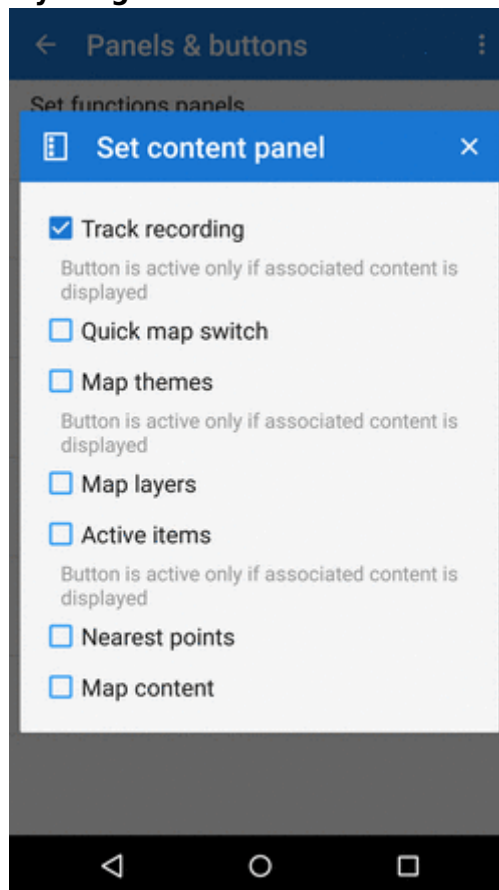 Panels & buttons
Set functions panels
Set content panel
Track recording
Button is active only if associated content is
displayed
Quick map switch
Map themes
Button is active only if associated content is
displayed
Map layers
Active items
Button is active only if associated content is
displayed
Nearest points
Map content